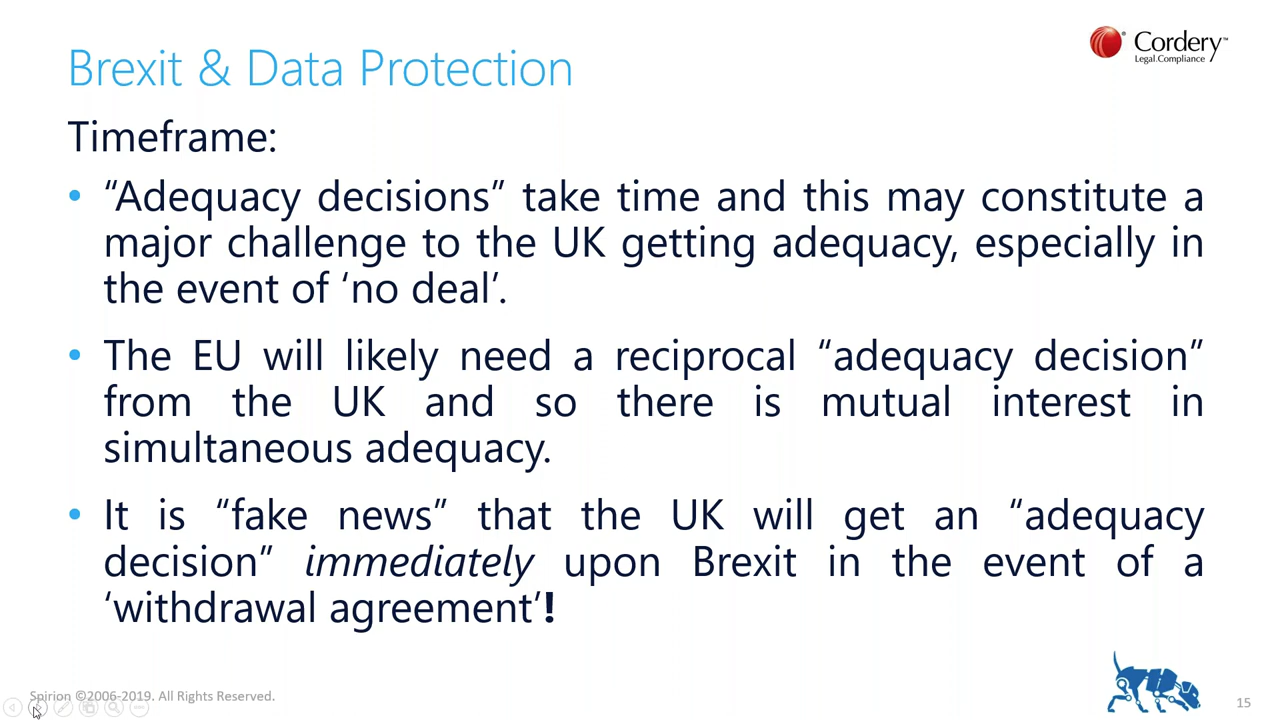 Brexit & Data Protection
Cordery™
Legal.Compliance
Timeframe:
• “Adequacy decisions” take time and this may constitute a
major challenge to the UK getting adequacy, especially in
the event of ‘no deal’.
• The EU will likely need a reciprocal “adequacy decision”
from the UK and so there is mutual interest in
simultaneous adequacy.
• It is “fake news” that the UK will get an “adequacy
decision” immediately upon Brexit in the event of a
‘withdrawal agreement’!
Spirion ©2006-2019. All Rights Reserved.
15